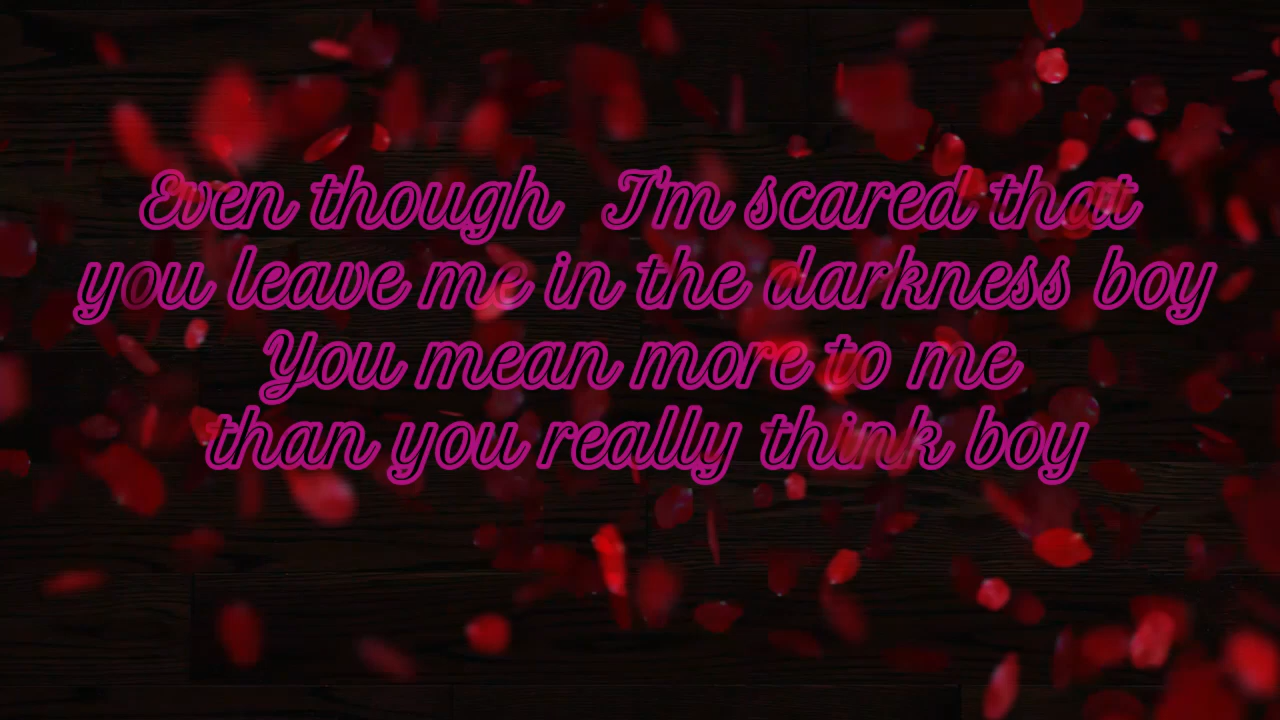 Even though I'm scared that
you leave me in the darkness boy
You mean more to me
than you really think boy